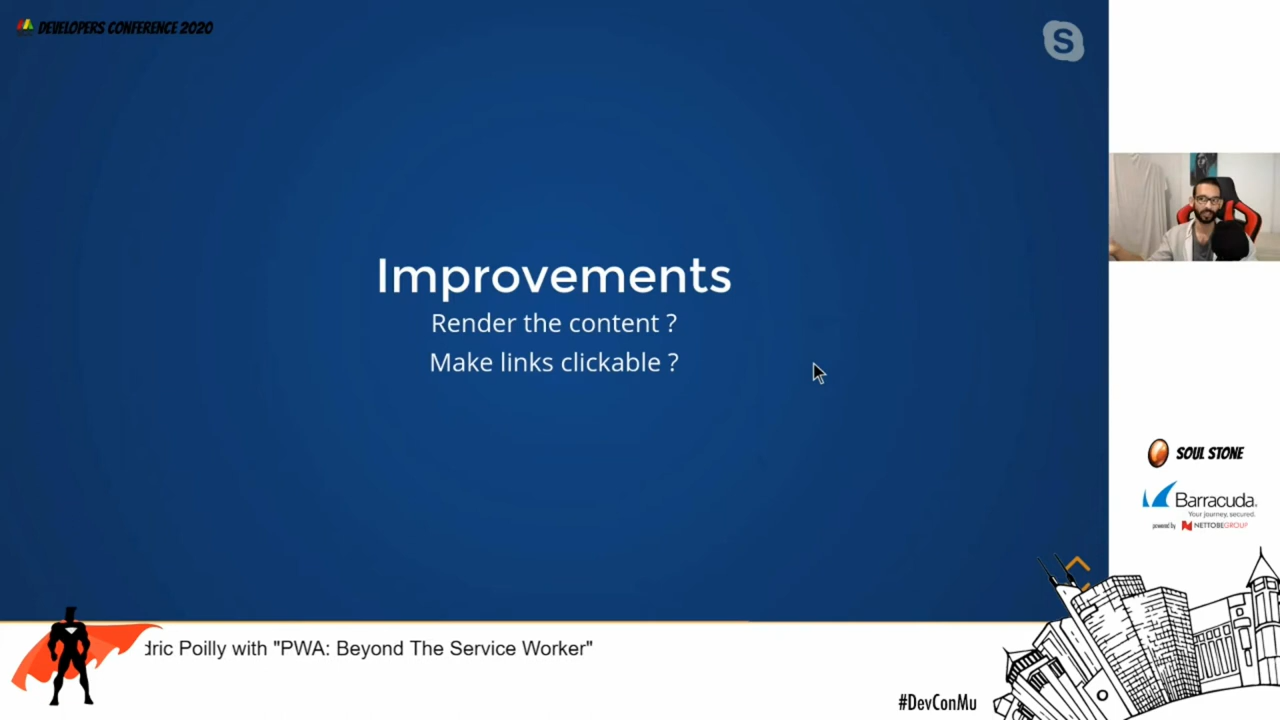 DEVELOPERS CONFERENCE 2020
S
Improvements
Render the content ?
Make links clickable ?
SOUL STONE
Barracuda.
Your journey, secured.
powered by NETTOBEGROUP
dric Poilly with "PWA: Beyond The Service Worker"
#DevConMu